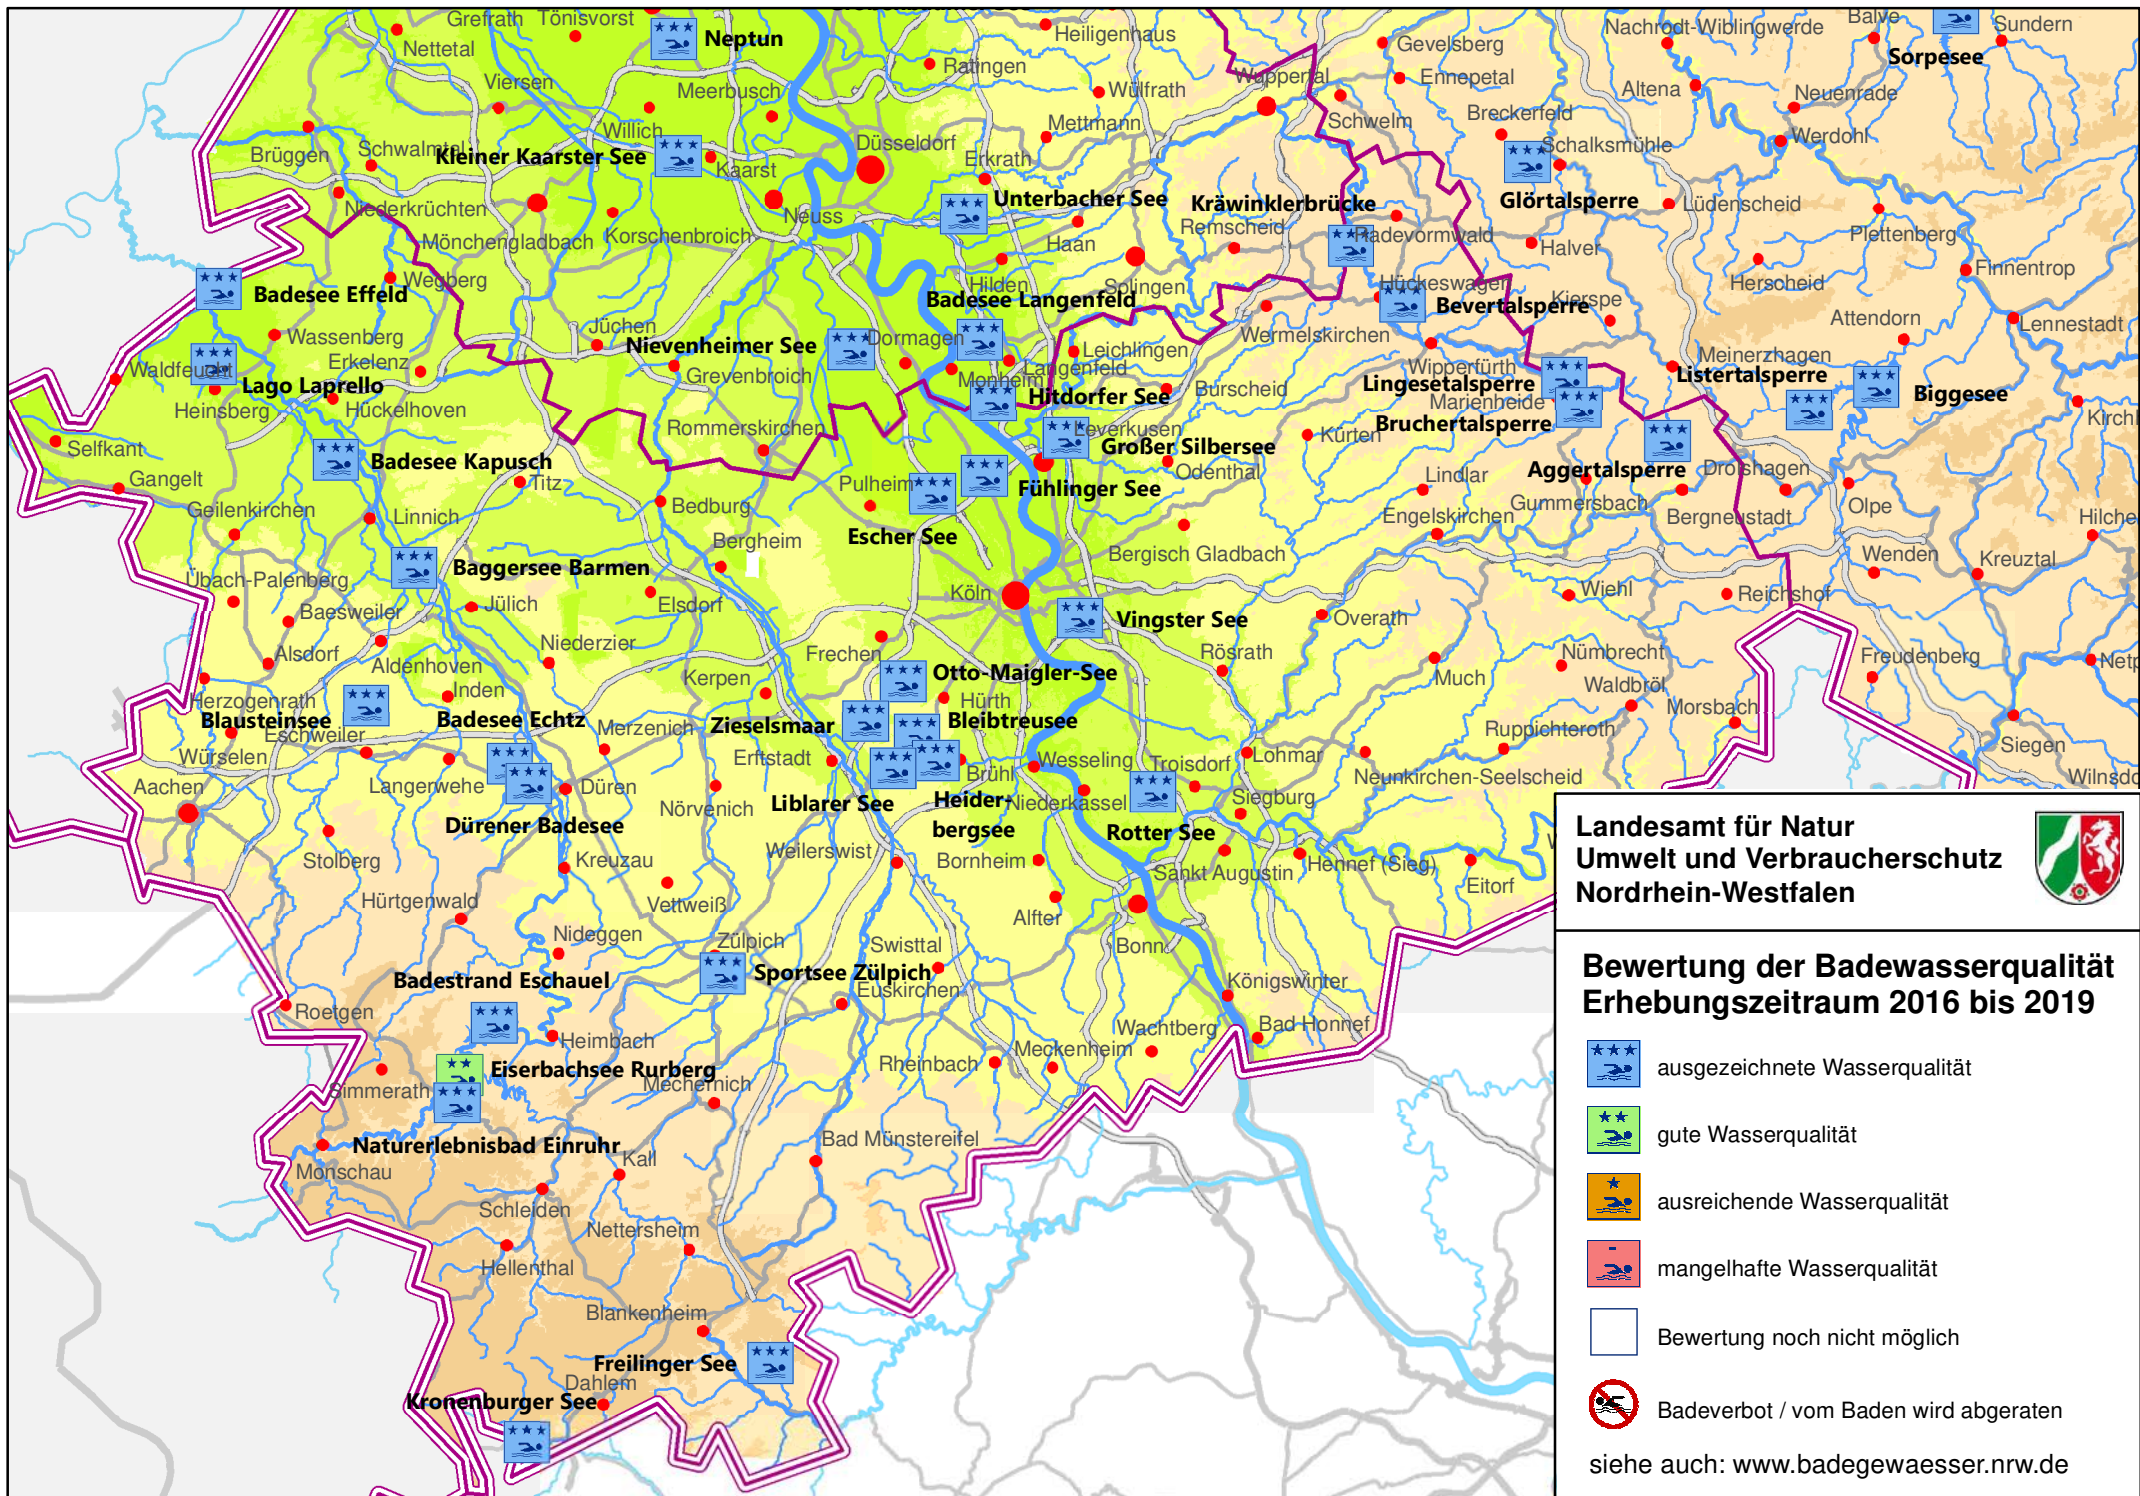 Grefrath
Tönisvorst
Nettetal
Neptun
Heiligenhaus
Gevelsberg
Nachrodt-Wiblingwerde
Balve
Sundern
Sorpesee
Viersen
Meerbusch
Ratingen
Wülfrath
Wuppertal
Ennepetal
Altena
Neuenrade
Willich
Mettmann
Schwelm
Breckerfeld
Werdohl
Brüggen
Schwalmtal
Kleiner Kaarster See
Kaarst
Düsseldorf
Erkrath
Schalksmühle
Niederkrüchten
Neuss
Unterbacher See
Kräwinklerbrücke
Glörtalsperre
Lüdenscheid
Mönchengladbach
Korschenbroich
Haan
Remscheid
Radevormwald
Halver
Plettenberg
Wegberg
Badesee Effeld
Hilden
Solingen
Hückeswagen
Herscheid
Finnentrop
Badesee Langenfeld
Bevertalsperre
Kierspe
Wassenberg
Jüchen
Nievenheimer See
Dormagen
Wermelskirchen
Attendorn
Lennestadt
Waldfeucht
Erkelenz
Grevenbroich
Leichlingen
Langenfeld
Monheim
Wipperfürth
Meinerzhagen
Lago Laprello
Heinsberg
Hückelhoven
Hitdorfer See
Burscheid
Lingesetalsperre
Marienheide
Listertalsperre
Biggesee
Bruchertalsperre
Selfkant
Rommerskirchen
Leverkusen
Großer Silbersee
Kürten
Gangelt
Badesee Kapusch
Titz
Pulheim
Fühlinger See
Odenthal
Lindlar
Aggertalsperre
Drolshagen
Geilenkirchen
Linnich
Bedburg
Escher See
Engelskirchen
Gummersbach
Bergneustadt
Olpe
Bergheim
Bergisch Gladbach
Wenden
Kreuztal
Übach-Palenberg
Baggersee Barmen
Baesweiler
Jülich
Elsdorf
Köln
Vingster See
Overath
Wiehl
Reichshof
Alsdorf
Aldenhoven
Niederzier
Frechen
Rösrath
Nümbrecht
Freudenberg
Herzogenrath
Inden
Kerpen
Otto-Maigler-See
Hürth
Much
Waldbröl
Blausteinsee
Badesee Echtz
Merzenich
Zieselsmaar
Bleibtreusee
Ruppichteroth
Morsbach
Eschweiler
Würselen
Erftstadt
Wesseling
Troisdorf
Lohmar
Neunkirchen-Seelscheid
Siegen
Aachen
Langerwehe
Düren
Nörvenich
Liblarer See
Brühl
Heider-
bergsee
Niederkassel
Siegburg
Dürener Badesee
Rotter See
Stolberg
Kreuzau
Weilerswist
Bornheim
Sankt Augustin
Hennef (Sieg)
Eitorf
Hürtgenwald
Vettweiß
Alfter
Nideggen
Zülpich
Swisttal
Bonn
Badestrand Eschauel
Sportsee Zülpich
Euskirchen
Königswinter
Roetgen
Heimbach
Wachtberg
Bad Honnef
Eiserbachsee Rurberg
Mechernich
Rheinbach
Meckenheim
Simmerath
Naturerlebnisbad Einruhr
Bad Münstereifel
Monschau
Kall
Schleiden
Nettersheim
Hellenthal
Blankenheim
Freilinger See
Dahlem
Kronenburger See
Landesamt für Natur
Umwelt und Verbraucherschutz
Nordrhein-Westfalen
Bewertung der Badewasserqualität
Erhebungszeitraum 2016 bis 2019
ausgezeichnete Wasserqualität
gute Wasserqualität
ausreichende Wasserqualität
mangelhafte Wasserqualität
Bewertung noch nicht möglich
Badeverbot / vom Baden wird abgeraten
siehe auch: www.badegewaesser.nrw.de